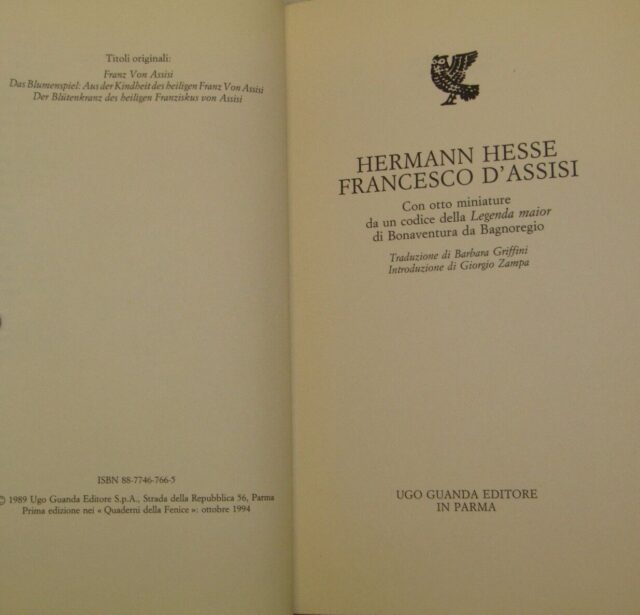 Titoli originali:
Franz Von Assisi
Das Blumenspiel: Aus der Kindheit des heiligen Franz Von Assisi
Der Blütenkranz des heiligen Franziskus von Assisi
ISBN 88-7746-766-5
© 1989 Ugo Guanda Editore S.p.A., Strada della Repubblica 56, Parma
Prima edizione nei « Quaderni della Fenice »: ottobre 1994
HERMANN HESSE
FRANCESCO D'ASSISI
Con otto miniature
da un codice della Legenda maior
di Bonaventura da Bagnoregio
Traduzione di Barbara Griffini
Introduzione di Giorgio Zampa
UGO GUANDA EDITORE
IN PARMA